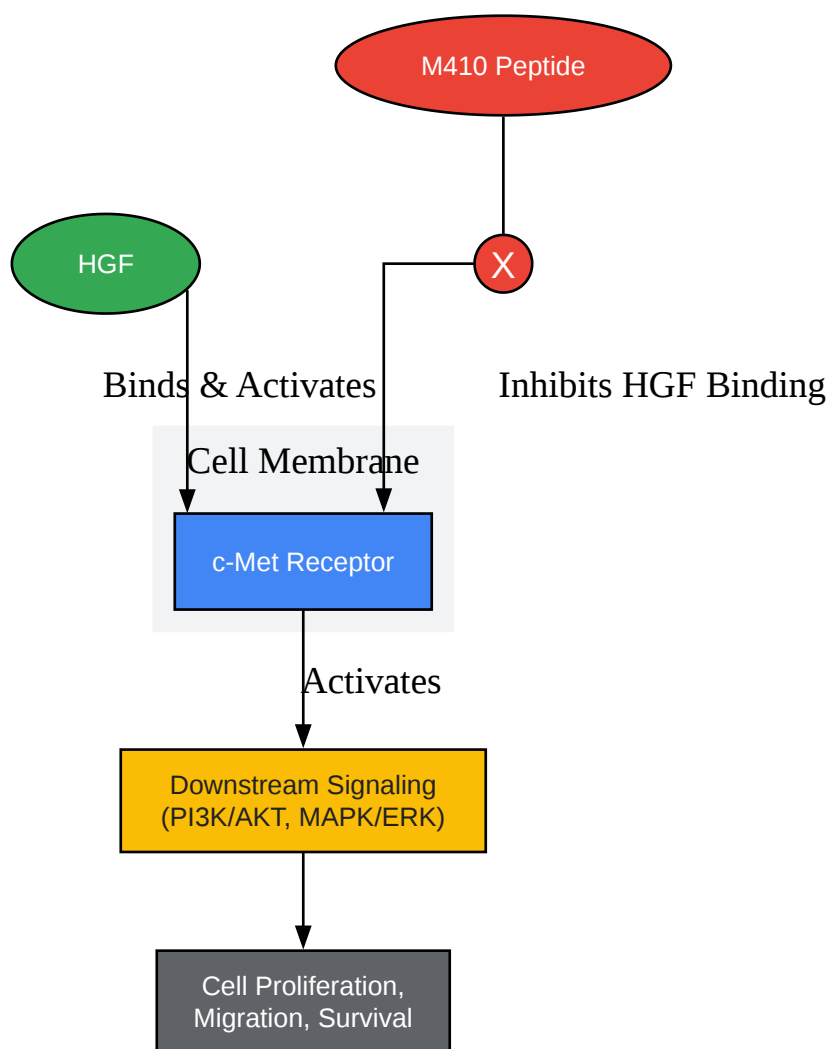 M410 Peptide
HGF
X
Binds & Activates
Inhibits HGF Binding
Cell Membrane
c-Met Receptor
Activates
Downstream Signaling
(PI3K/AKT, MAPK/ERK)
Cell Proliferation,
Migration, Survival